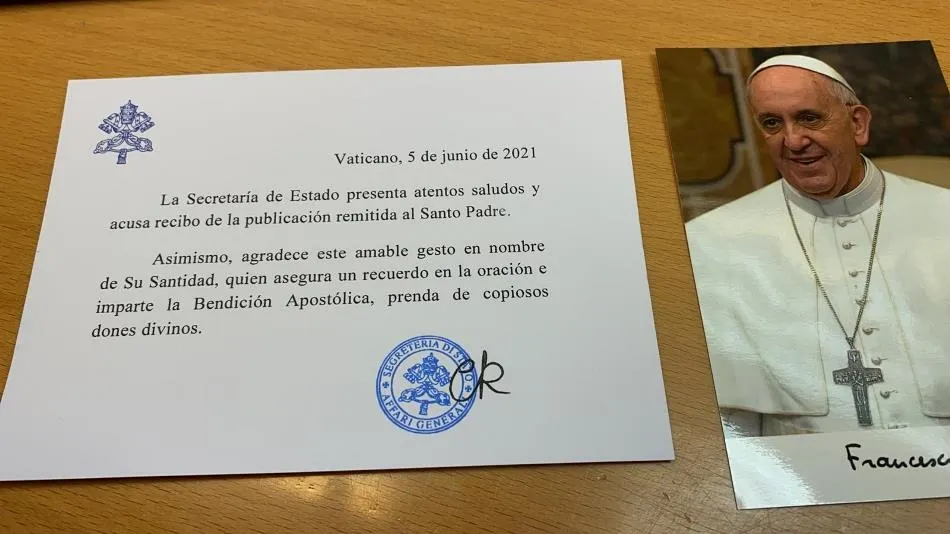 Vaticano, 5 de junio de 2021
La Secretaría de Estado presenta atentos saludos y
acusa recibo de la publicación remitida al Santo Padre.
Asimismo, agradece este amable gesto en nombre
de Su Santidad, quien asegura un recuerdo en la oración e
imparte la Bendición Apostólica, prenda de copiosos
dones divinos.
SEGRETERIA DI STATO
AFFARI GENERALI
Francesc